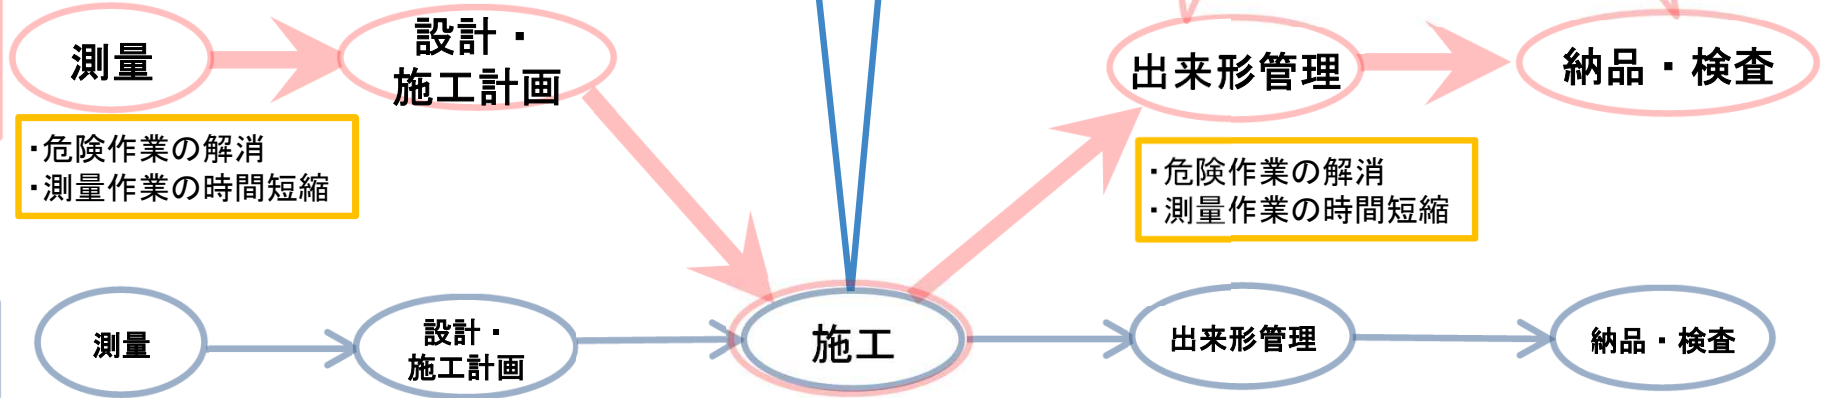 測量
設計・
施工計画
出来形管理
納品・検査
・危険作業の解消
・測量作業の時間短縮
・危険作業の解消
・測量作業の時間短縮
測量
設計・
施工計画
施工
出来形管理
納品・検査